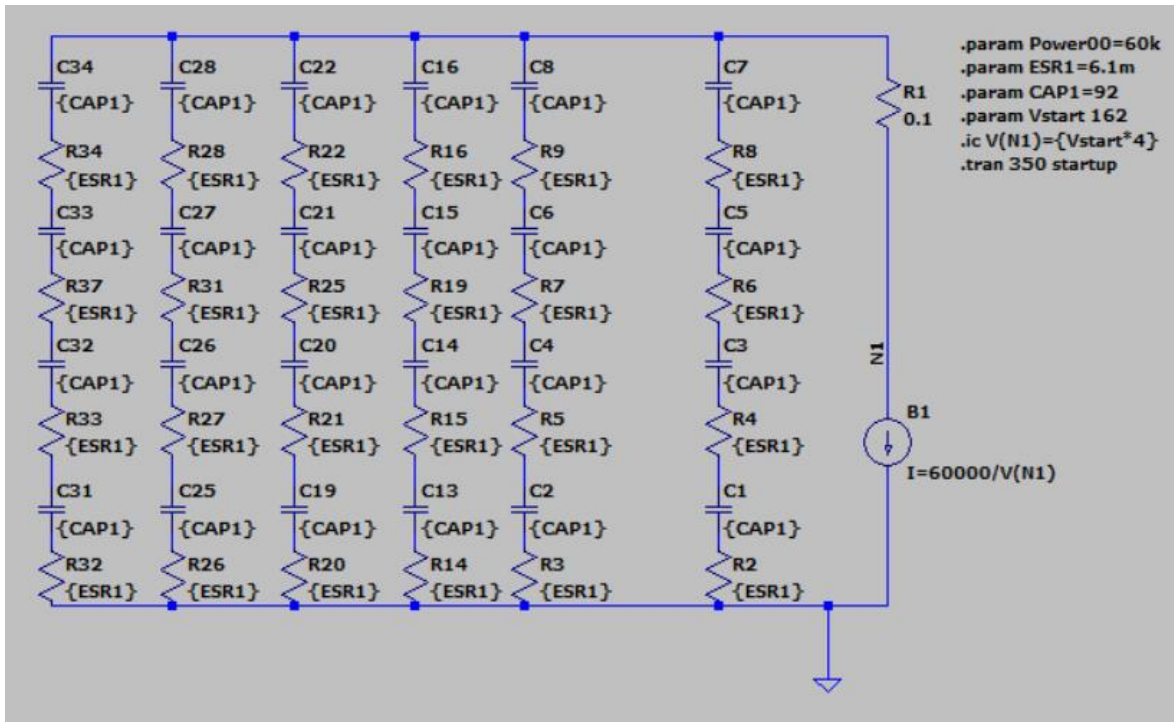 C34 C28 C22 C16 C8 C7
{CAP1} {CAP1} {CAP1} {CAP1} {CAP1} {CAP1}
R34 R28 R22 R16 R9 R8
{ESR1} {ESR1} {ESR1} {ESR1} {ESR1} {ESR1}
C33 C27 C21 C15 C6 C5
{CAP1} {CAP1} {CAP1} {CAP1} {CAP1} {CAP1}
R37 R31 R25 R19 R7 R6
{ESR1} {ESR1} {ESR1} {ESR1} {ESR1} {ESR1}
C32 C26 C20 C14 C4 C3
{CAP1} {CAP1} {CAP1} {CAP1} {CAP1} {CAP1}
R33 R27 R21 R15 R5 R4
{ESR1} {ESR1} {ESR1} {ESR1} {ESR1} {ESR1}
C31 C25 C19 C13 C2 C1
{CAP1} {CAP1} {CAP1} {CAP1} {CAP1} {CAP1}
R32 R26 R20 R14 R3 R2
{ESR1} {ESR1} {ESR1} {ESR1} {ESR1} {ESR1}
R1
0.1
N1
B1
I=60000/V(N1)
.param Power00=60k
.param ESR1=6.1m
.param CAP1=92
.param Vstart 162
.ic V(N1)={Vstart*4}
.tran 350 startup